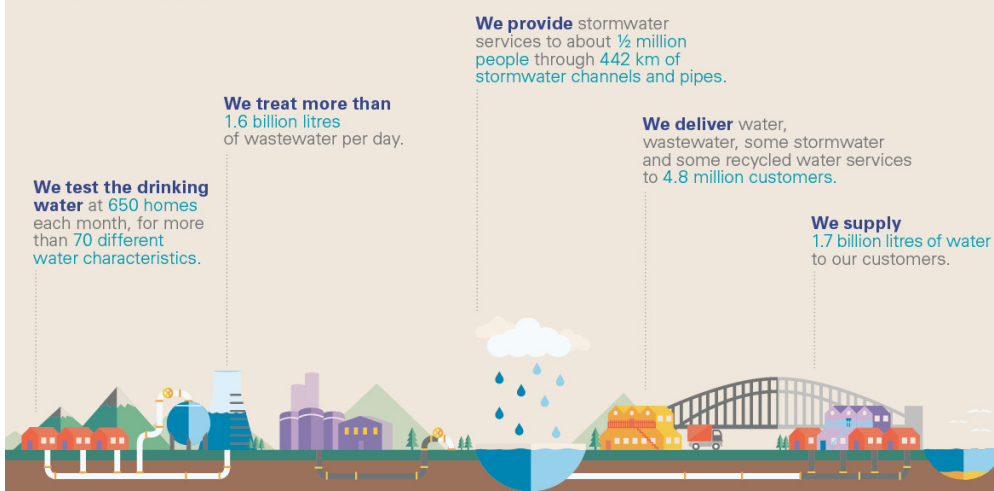 We provide stormwater
services to about ½ million
people through 442 km of
stormwater channels and pipes.
We treat more than
1.6 billion litres
of wastewater per day.
We deliver water,
wastewater, some stormwater
and some recycled water services
to 4.8 million customers.
We test the drinking
water at 650 homes
each month, for more
than 70 different
water characteristics.
We supply
1.7 billion litres of water
to our customers.